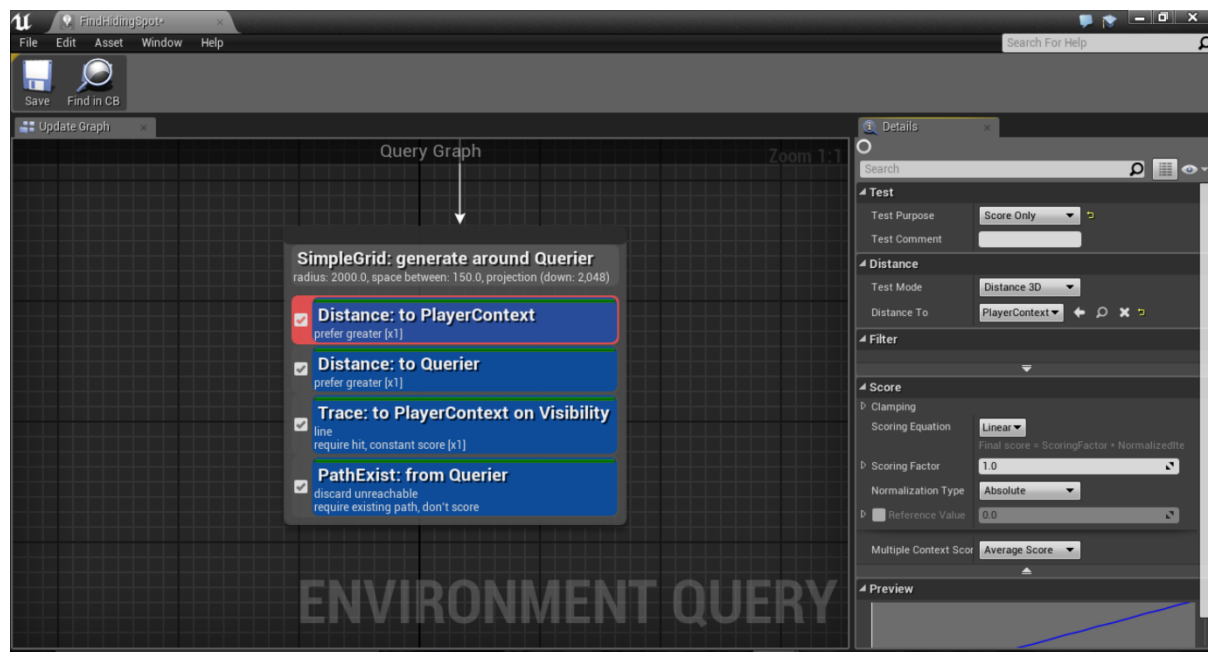 FindHidingSpot*
File Edit Asset Window Help
Search For Help
Save Find in CB
Update Graph
Details
Query Graph
Zoom 1:1
Search
SimpleGrid: generate around Querier
radius: 2000.0, space between: 150.0, projection (down: 2,048)
Distance: to PlayerContext
prefer greater [x1]
Distance: to Querier
prefer greater [x1]
Trace: to PlayerContext on Visibility
line
require hit, constant score [x1]
PathExist: from Querier
discard unreachable
require existing path, don't score
ENVIRONMENT QUERY
Test
Test Purpose Score Only
Test Comment
Distance
Test Mode Distance 3D
Distance To PlayerContext
Filter
Score
Clamping
Scoring Equation Linear
Final score = ScoringFactor * NormalizedIte
Scoring Factor 1.0
Normalization Type Absolute
Reference Value 0.0
Multiple Context Scor Average Score
Preview